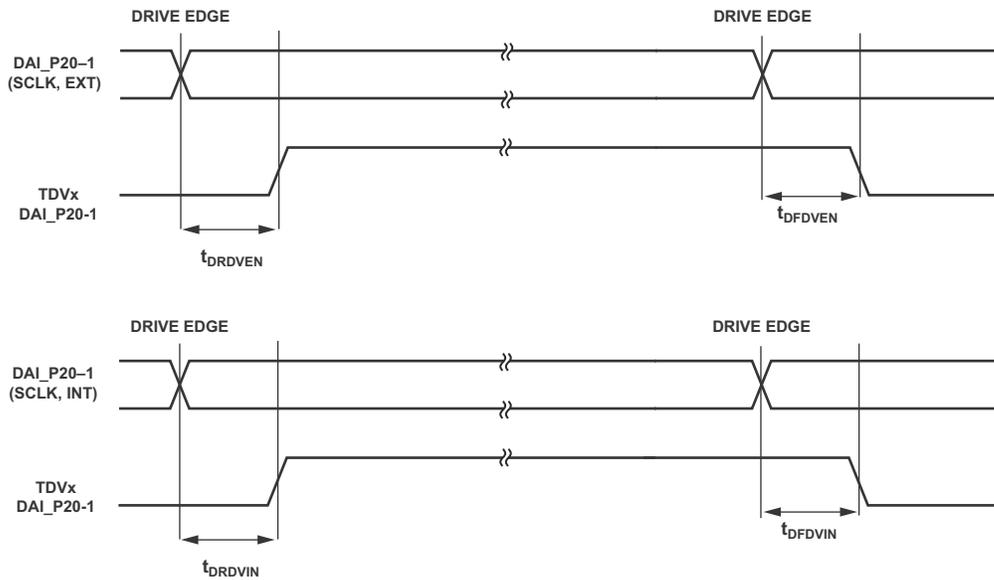 DRIVE EDGE
DRIVE EDGE
DAI_P20–1
(SCLK, EXT)
TDVx
DAI_P20-1
tDFDVEN
tDRDVEN
DRIVE EDGE
DRIVE EDGE
DAI_P20–1
(SCLK, INT)
TDVx
DAI_P20-1
tDFDVIN
tDRDVIN